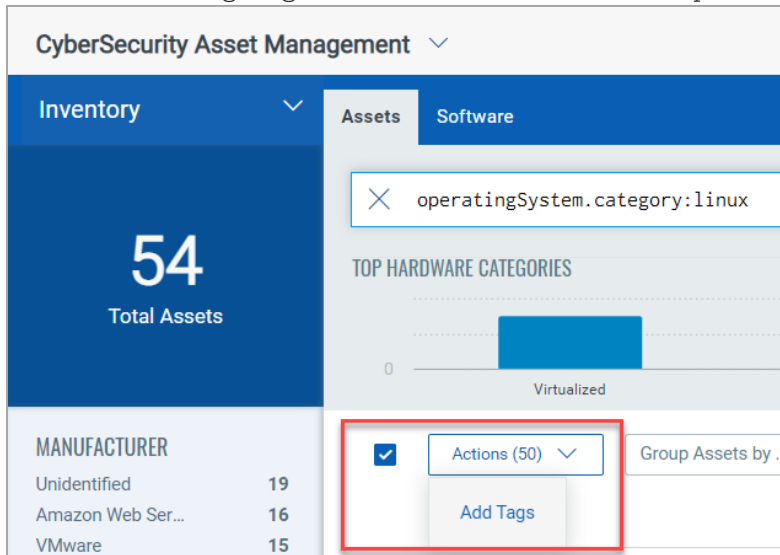 CyberSecurity Asset Management
Inventory
Assets
Software
operatingSystem.category:linux
54
Total Assets
TOP HARDWARE CATEGORIES
0
Virtualized
Actions (50)
Group Assets by ...
Add Tags
MANUFACTURER
Unidentified 19
Amazon Web Ser... 16
VMware 15